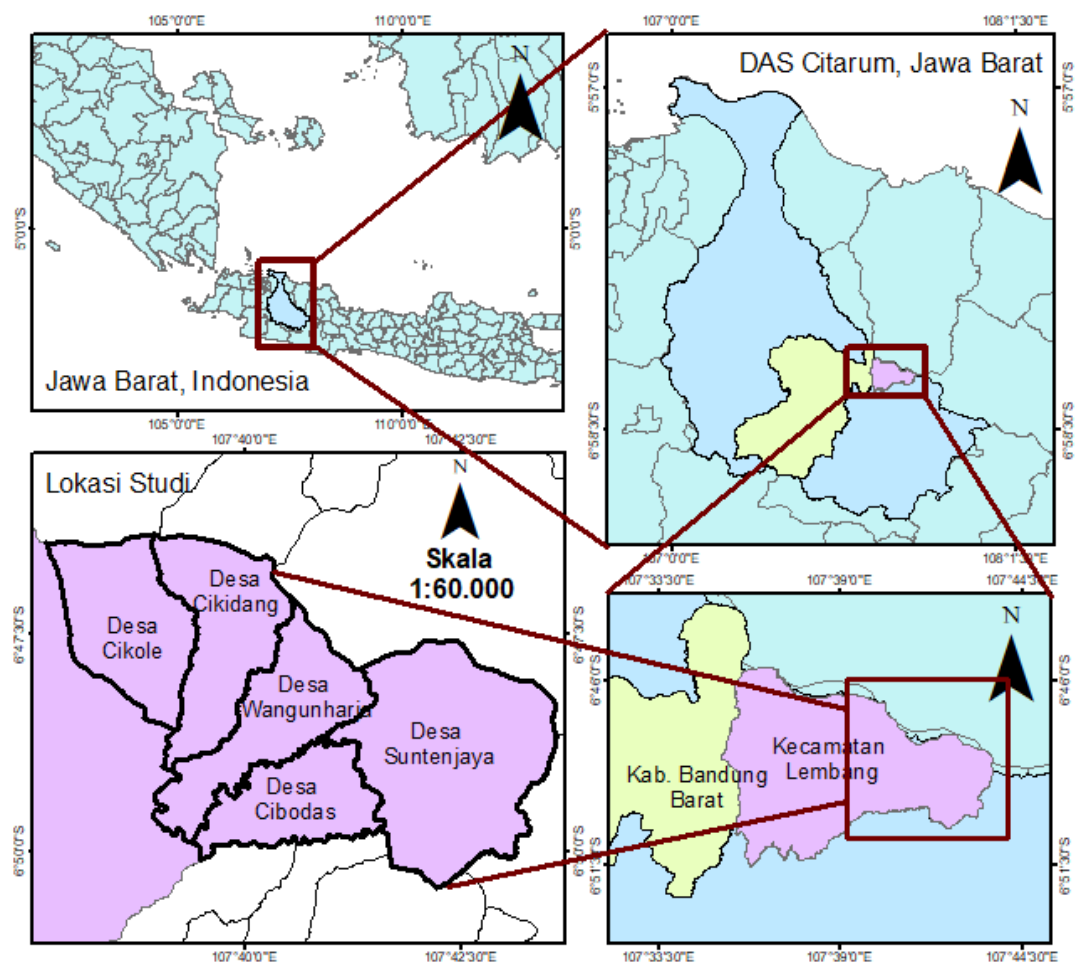 105°0'0"E
110°0'0"E
N
5°0'0"S
5°0'0"S
Jawa Barat, Indonesia
105°0'0"E
110°0'0"E
107°0'0"E
108°1'30"E
DAS Citarum, Jawa Barat
N
5°57'0"S
5°57'0"S
6°58'30"S
6°58'30"S
107°0'0"E
108°1'30"E
107°40'0"E
107°42'30"E
Lokasi Studi
N
Skala
1:60.000
Desa
Cikidang
Desa
Cikole
Desa
Wangunharja
Desa
Suntenjaya
Desa
Cibodas
6°47'30"S
6°47'30"S
6°50'0"S
6°50'0"S
107°40'0"E
107°42'30"E
107°33'30"E
107°39'0"E
107°44'30"E
N
6°46'0"S
6°46'0"S
Kecamatan
Lembang
Kab. Bandung
Barat
6°51'30"S
6°51'30"S
107°33'30"E
107°39'0"E
107°44'30"E